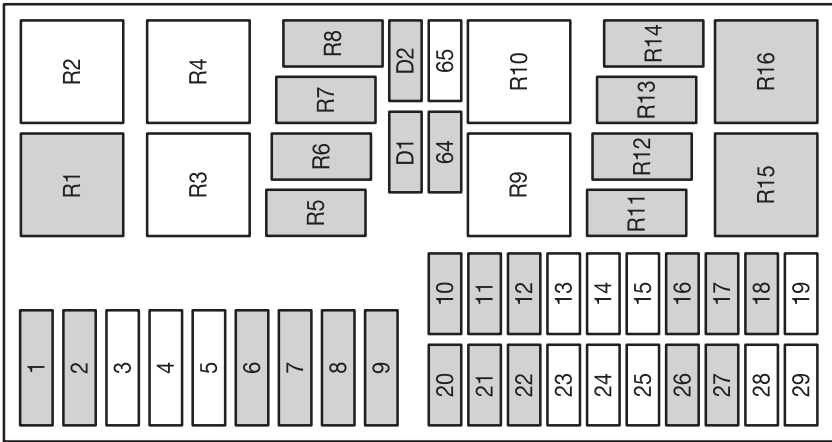 R2 R4 R8 D2 65 R10 R14 R16
R7 R13
R1 R3 R6 D1 64 R9 R12 R15
R5 R11
10 11 12 13 14 15 16 17 18 19
1 2 3 4 5 6 7 8 9
20 21 22 23 24 25 26 27 28 29